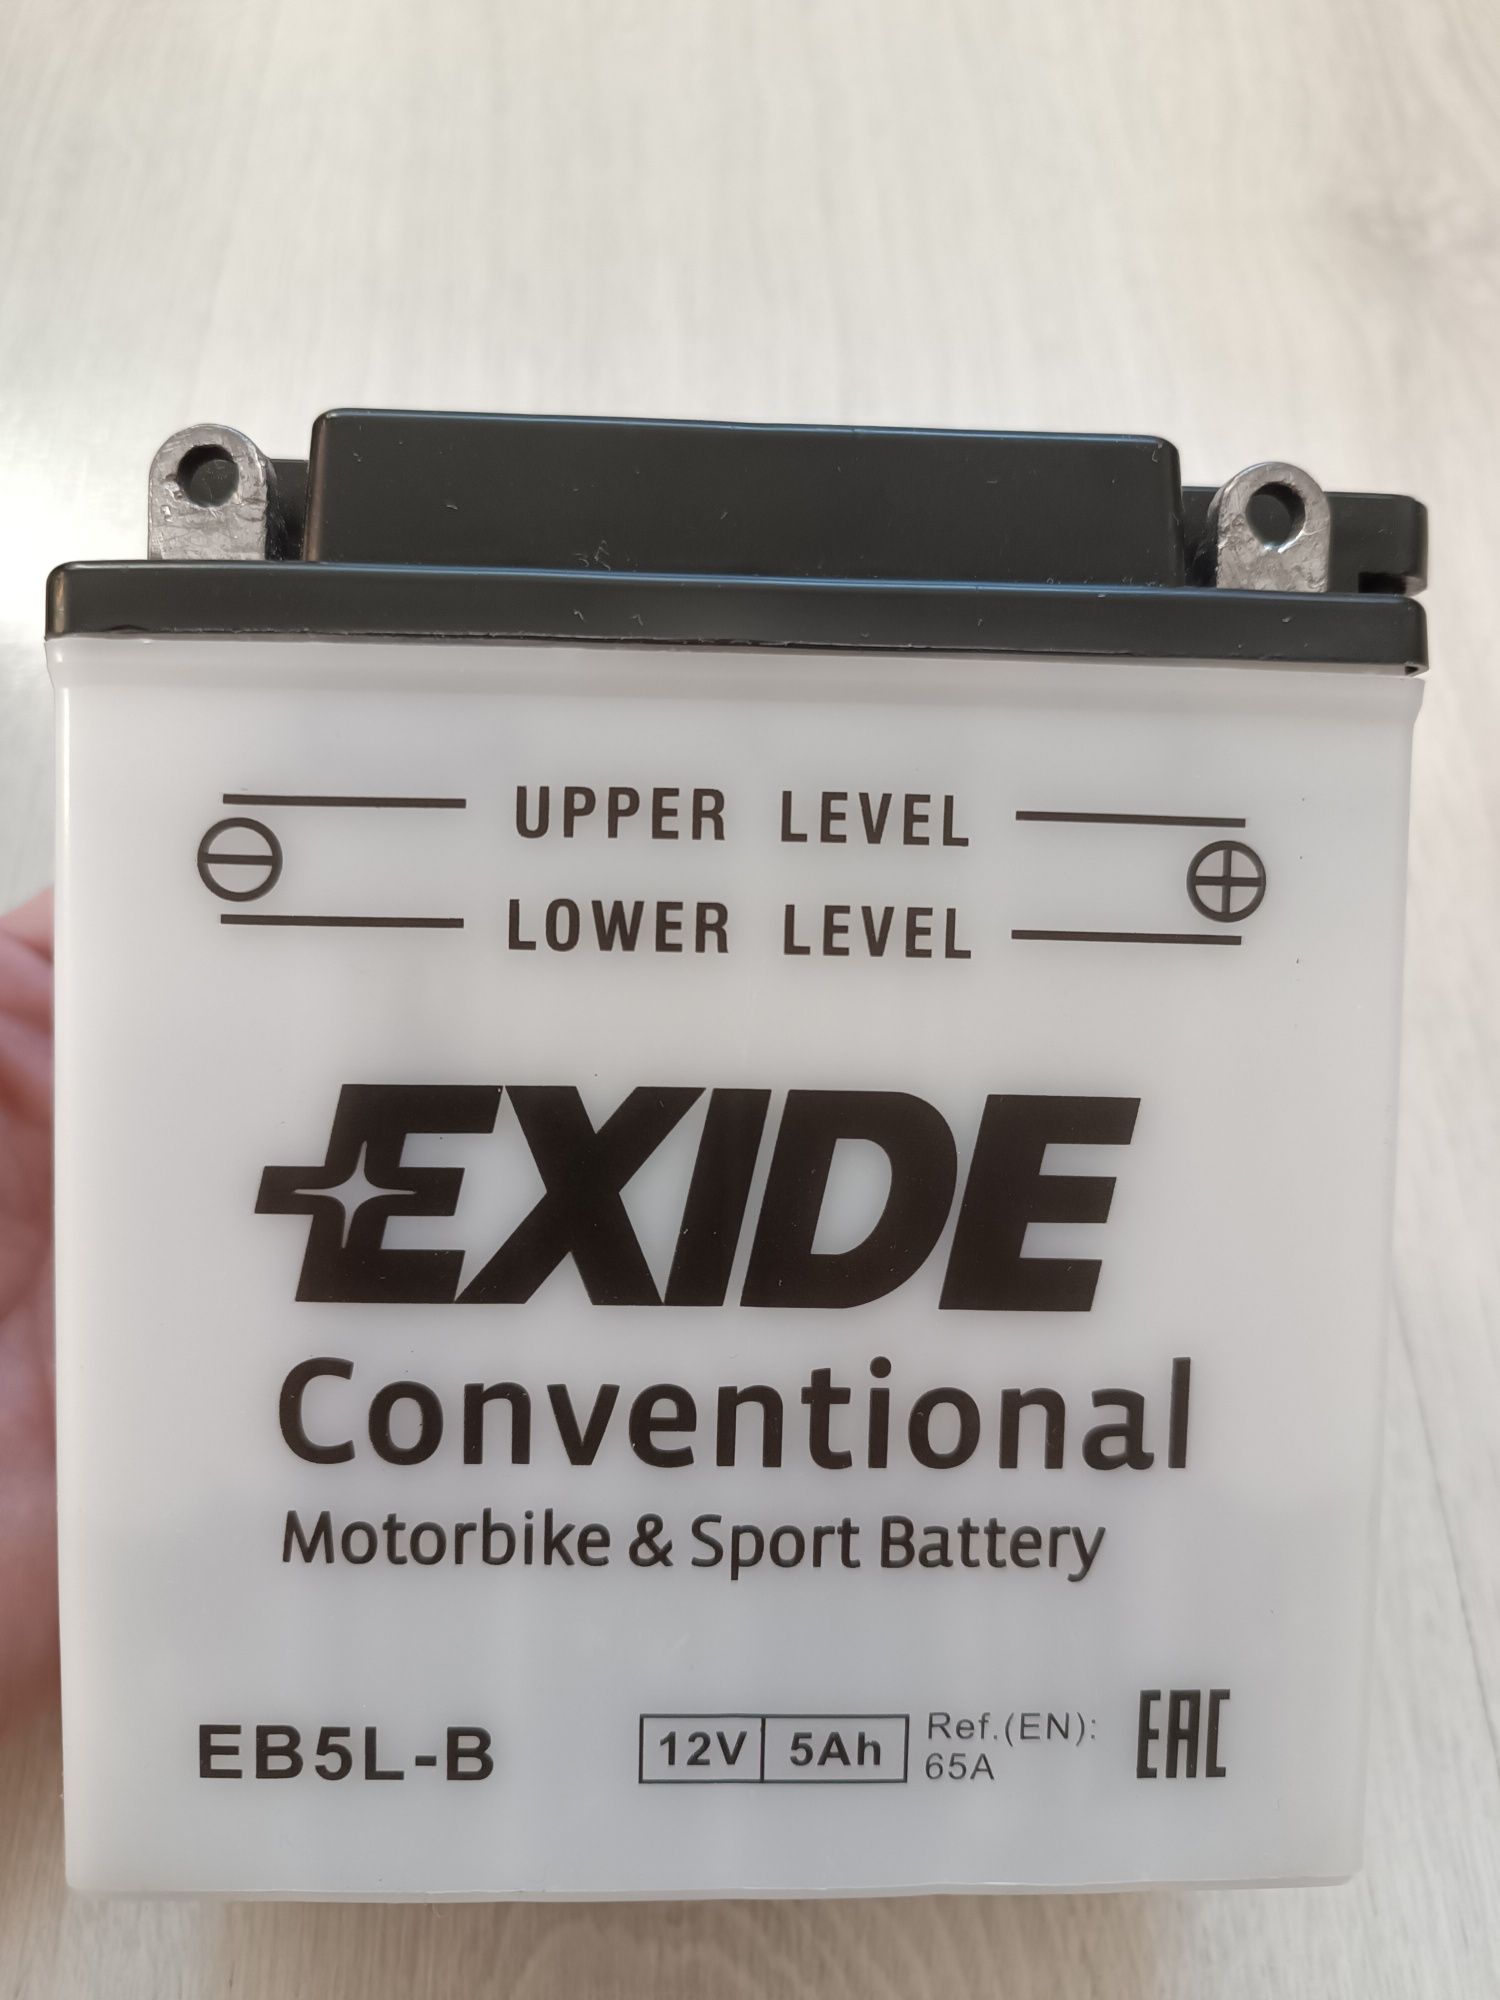 UPPER LEVEL
LOWER LEVEL
EXIDE
Conventional
Motorbike & Sport Battery
EB5L-B 12V 5Ah Ref.(EN): 65A EAC